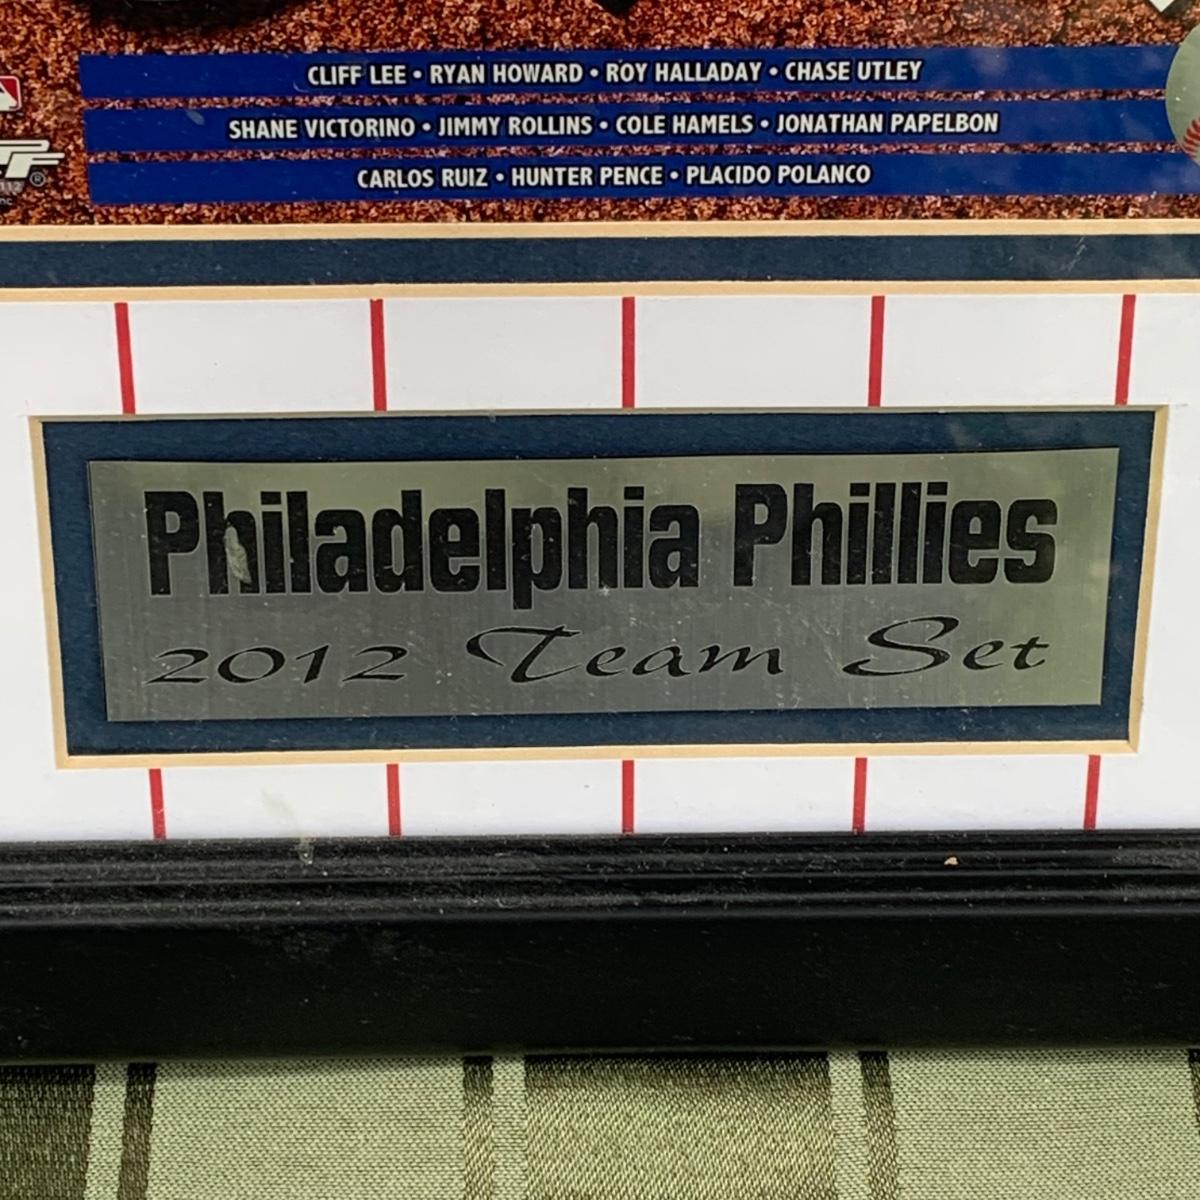 CLIFF LEE • RYAN HOWARD • ROY HALLADAY • CHASE UTLEY
SHANE VICTORINO • JIMMY ROLLINS • COLE HAMELS • JONATHAN PAPELBON
CARLOS RUIZ • HUNTER PENCE • PLACIDO POLANCO
Philadelphia Phillies
2012 Team Set